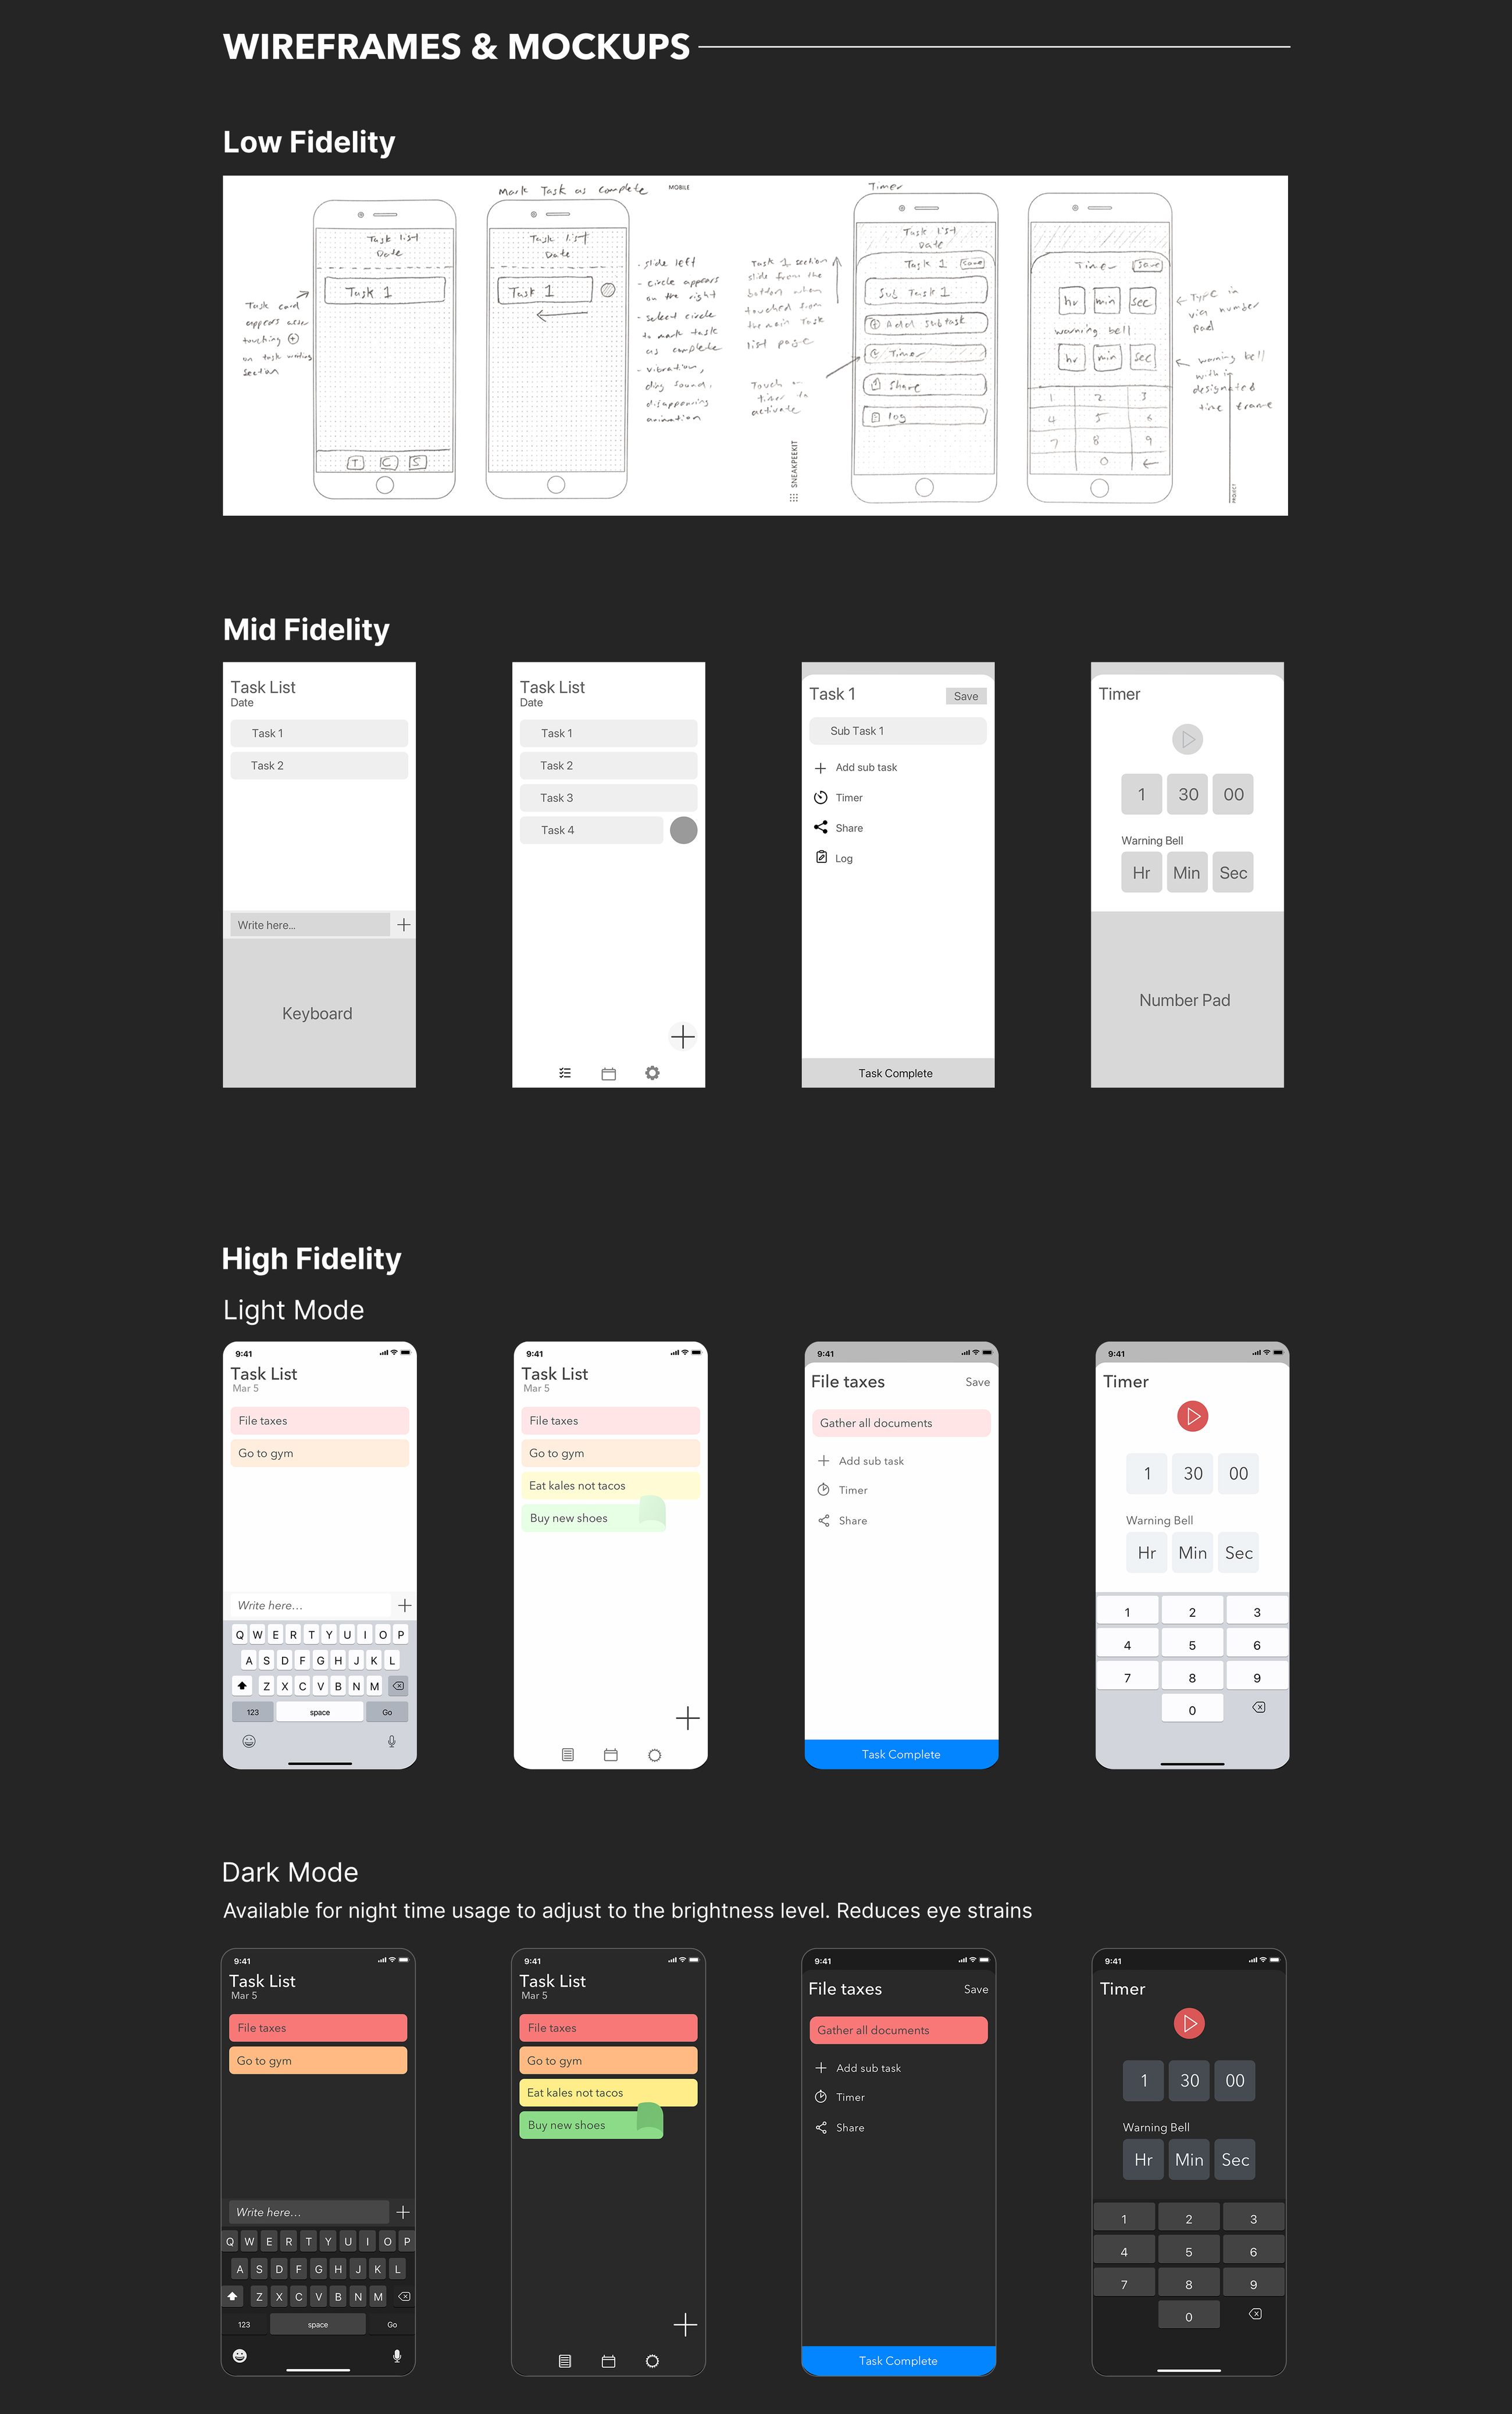 WIREFRAMES & MOCKUPS
Low Fidelity
Task list
Date
Task 1
Task card
appears after
touching +
on task writing
section
T C S
Mark Task as complete
MOBILE
Task list
Date
Task 1
- slide left
- circle appears
on the right
- select circle
to mark task
as complete
- vibration,
ding sound,
disappearing
animation
Task 1 section
slide from the
bottom when
touched from
the main Task
list page
Touch on
timer to
activate
SNEAKPEEKIT
Timer
Task list
Date
Task 1 Save
Sub Task 1
Add subtask
Timer
Share
log
Timer Save
hr min sec
warning bell
hr min sec
1 2 3
4 5 6
7 8 9
0 ←
Type in
via number
pad
warning bell
with in
designated
time frame
PROJECT
Mid Fidelity
Task List
Date
Task 1
Task 2
Write here...
Keyboard
Task List
Date
Task 1
Task 2
Task 3
Task 4
Task 1 Save
Sub Task 1
Add sub task
Timer
Share
Log
Task Complete
Timer
1 30 00
Warning Bell
Hr Min Sec
Number Pad
High Fidelity
Light Mode
9:41
Task List
Mar 5
File taxes
Go to gym
Write here...
Q W E R T Y U I O P
A S D F G H J K L
Z X C V B N M
123 space Go
9:41
Task List
Mar 5
File taxes
Go to gym
Eat kales not tacos
Buy new shoes
9:41
File taxes Save
Gather all documents
Add sub task
Timer
Share
Task Complete
9:41
Timer
1 30 00
Warning Bell
Hr Min Sec
1 2 3
4 5 6
7 8 9
0
Dark Mode
Available for night time usage to adjust to the brightness level. Reduces eye strains
9:41
Task List
Mar 5
File taxes
Go to gym
Write here...
Q W E R T Y U I O P
A S D F G H J K L
Z X C V B N M
123 space Go
9:41
Task List
Mar 5
File taxes
Go to gym
Eat kales not tacos
Buy new shoes
9:41
File taxes Save
Gather all documents
Add sub task
Timer
Share
Task Complete
9:41
Timer
1 30 00
Warning Bell
Hr Min Sec
1 2 3
4 5 6
7 8 9
0